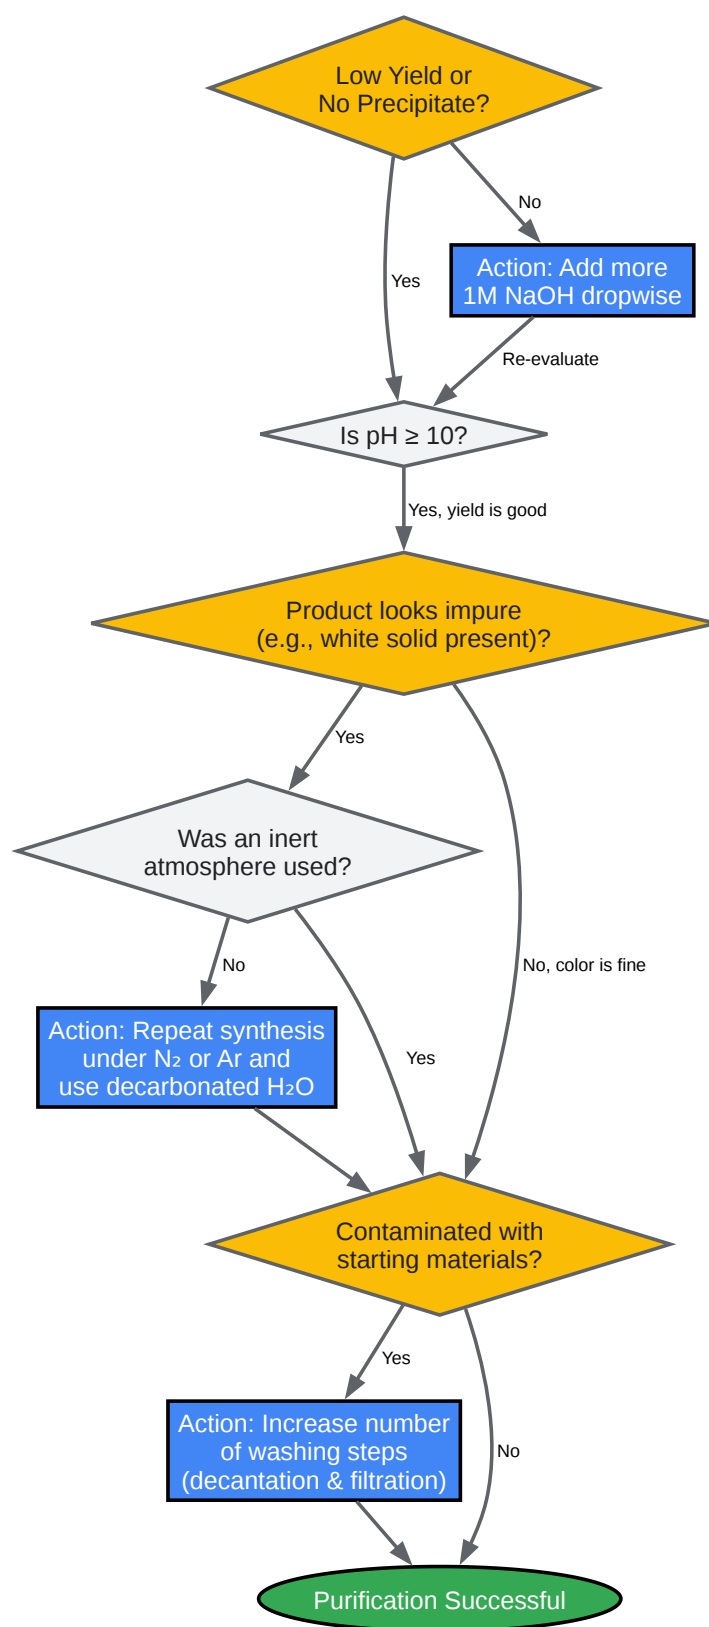 Low Yield or
No Precipitate?
No
Action: Add more
1M NaOH dropwise
Yes
Re-evaluate
Is pH ≥ 10?
Yes, yield is good
Product looks impure
(e.g., white solid present)?
Yes
Was an inert
atmosphere used?
No
No, color is fine
Action: Repeat synthesis
under N₂ or Ar and
use decarbonated H₂O
Yes
Contaminated with
starting materials?
Yes
Action: Increase number
of washing steps
(decantation & filtration)
No
Purification Successful